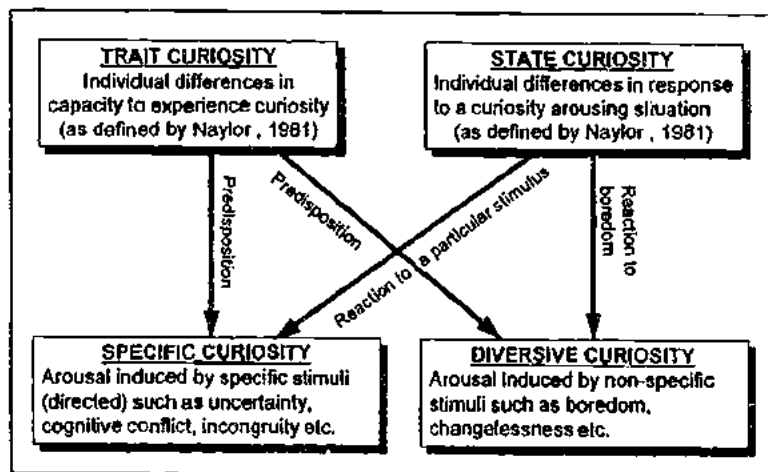 TRAIT CURIOSITY
Individual differences in
capacity to experience curiosity
(as defined by Naylor , 1981)
STATE CURIOSITY
Individual differences in response
to a curiosity arousing situation
(as defined by Naylor , 1981)
Predisposition
Predisposition
Reaction to a particular stimulus
Reaction to
boredom
SPECIFIC CURIOSITY
Arousal induced by specific stimuli
(directed) such as uncertainty,
cognitive conflict, incongruity etc.
DIVERSIVE CURIOSITY
Arousal induced by non-specific
stimuli such as boredom,
changelessness etc.